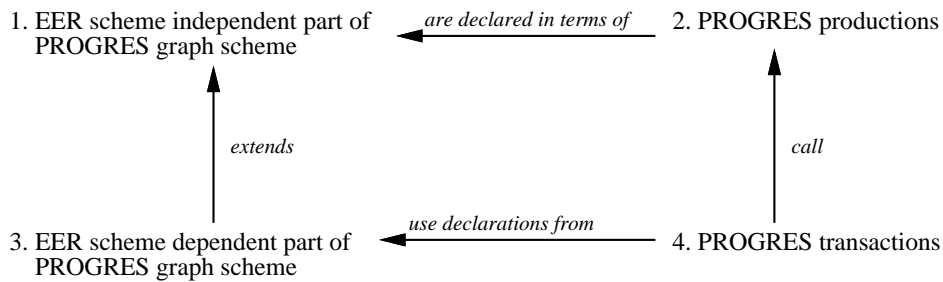 1. EER scheme independent part of
PROGRES graph scheme
are declared in terms of
2. PROGRES productions
extends
call
3. EER scheme dependent part of
PROGRES graph scheme
use declarations from
4. PROGRES transactions